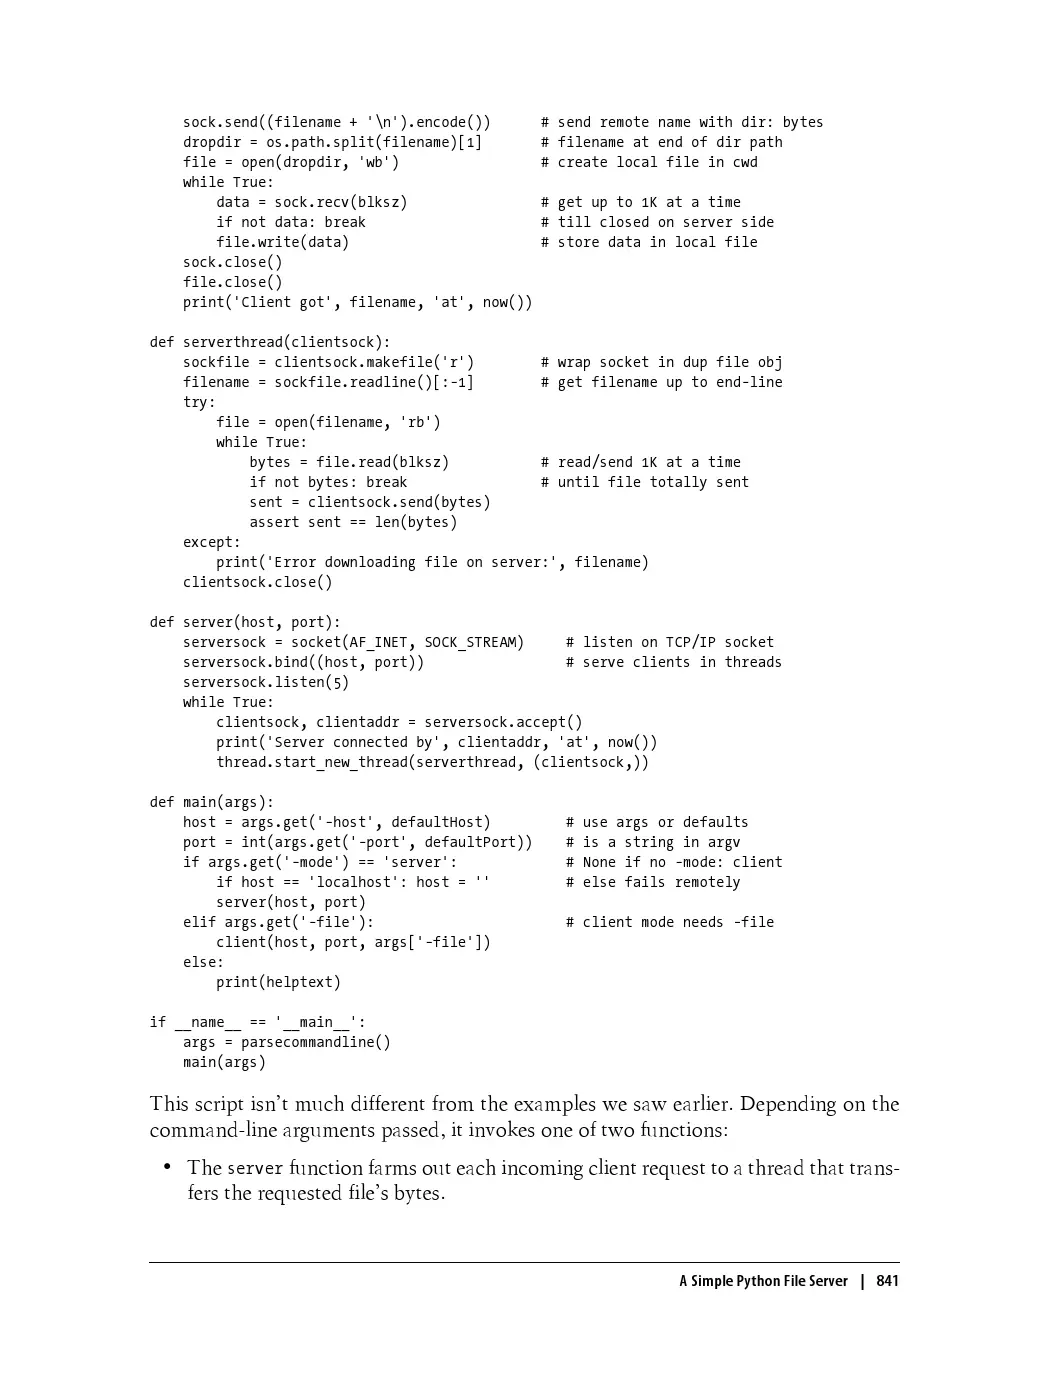 sock.send((filename + '\n').encode())      # send remote name with dir: bytes
    dropdir = os.path.split(filename)[1]       # filename at end of dir path
    file = open(dropdir, 'wb')                 # create local file in cwd
    while True:
        data = sock.recv(blksz)                # get up to 1K at a time
        if not data: break                     # till closed on server side
        file.write(data)                       # store data in local file
    sock.close()
    file.close()
    print('Client got', filename, 'at', now())

def serverthread(clientsock):
    sockfile = clientsock.makefile('r')        # wrap socket in dup file obj
    filename = sockfile.readline()[:-1]        # get filename up to end-line
    try:
        file = open(filename, 'rb')
        while True:
            bytes = file.read(blksz)           # read/send 1K at a time
            if not bytes: break                # until file totally sent
            sent = clientsock.send(bytes)
            assert sent == len(bytes)
    except:
        print('Error downloading file on server:', filename)
    clientsock.close()

def server(host, port):
    serversock = socket(AF_INET, SOCK_STREAM)     # listen on TCP/IP socket
    serversock.bind((host, port))                 # serve clients in threads
    serversock.listen(5)
    while True:
        clientsock, clientaddr = serversock.accept()
        print('Server connected by', clientaddr, 'at', now())
        thread.start_new_thread(serverthread, (clientsock,))

def main(args):
    host = args.get('-host', defaultHost)         # use args or defaults
    port = int(args.get('-port', defaultPort))    # is a string in argv
    if args.get('-mode') == 'server':             # None if no -mode: client
        if host == 'localhost': host = ''         # else fails remotely
        server(host, port)
    elif args.get('-file'):                       # client mode needs -file
        client(host, port, args['-file'])
    else:
        print(helptext)

if __name__ == '__main__':
    args = parsecommandline()
    main(args)

This script isn't much different from the examples we saw earlier. Depending on the
command-line arguments passed, it invokes one of two functions:
• The server function farms out each incoming client request to a thread that trans-
fers the requested file's bytes.
A Simple Python File Server | 841